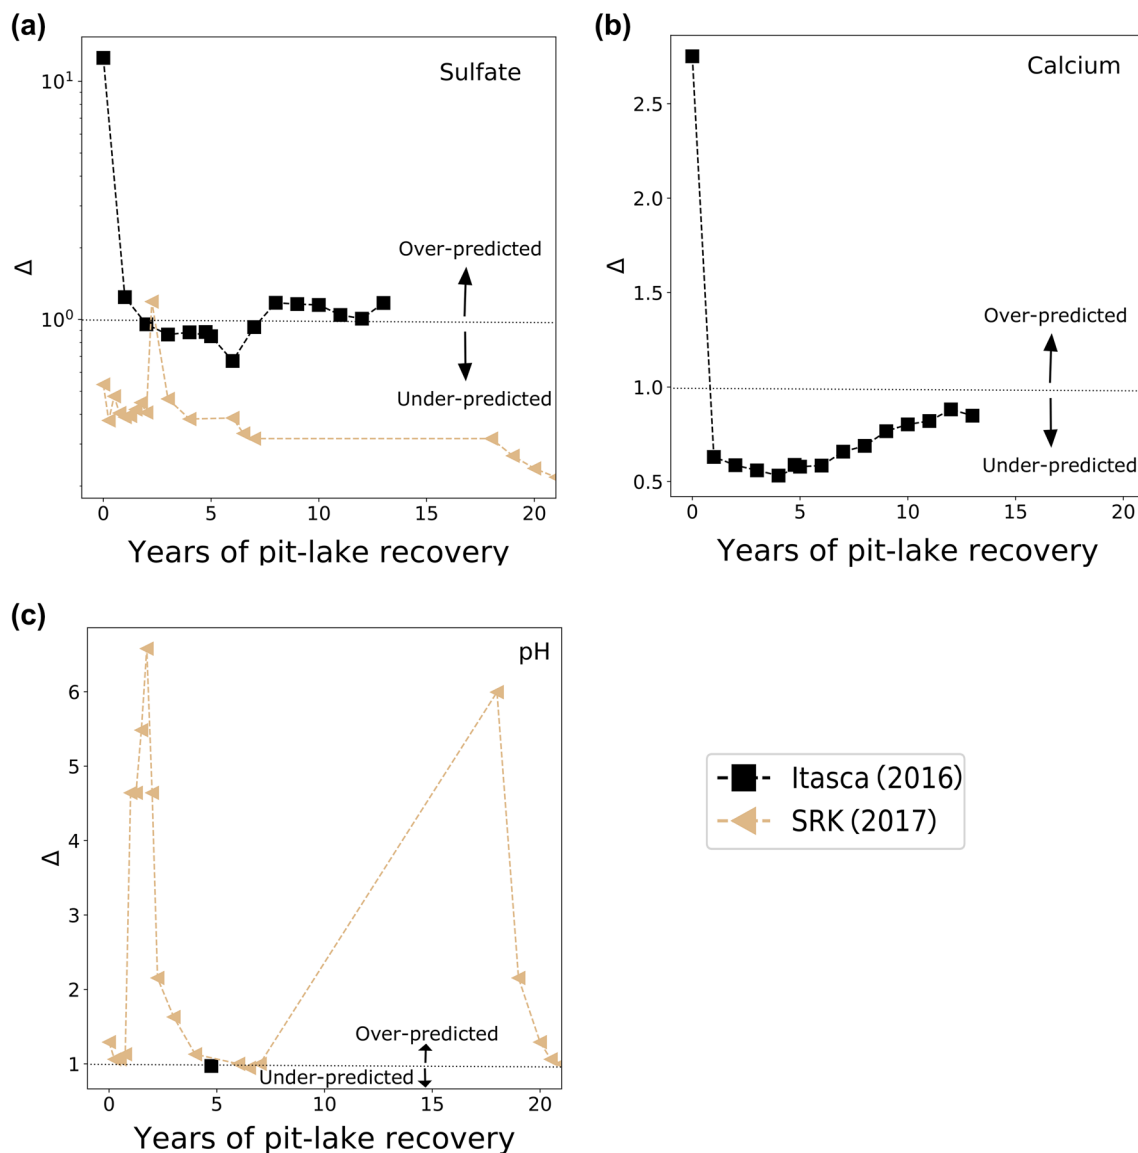 (a)
Sulfate
10¹
10⁰
Δ
Over-predicted
Under-predicted
0 5 10 15 20
Years of pit-lake recovery
(b)
Calcium
2.5
2.0
1.5
1.0
0.5
Δ
Over-predicted
Under-predicted
0 5 10 15 20
Years of pit-lake recovery
(c)
pH
6
5
4
3
2
1
Δ
Over-predicted
Under-predicted
0 5 10 15 20
Years of pit-lake recovery
Itasca (2016)
SRK (2017)